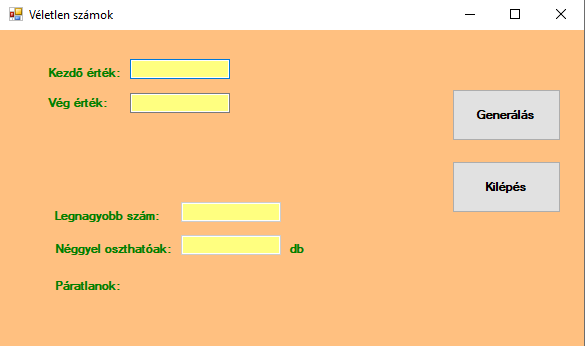 Véletlen számok
Kezdő érték:
Vég érték:
Generálás
Kilépés
Legnagyobb szám:
Néggyel oszthatóak: db
Páratlanok: